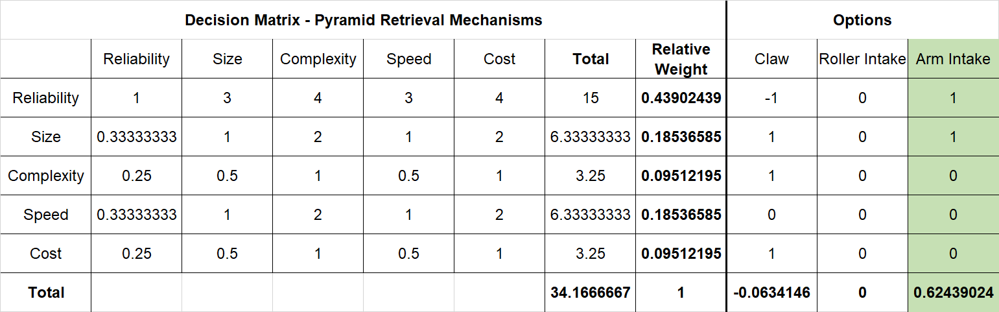 Decision Matrix - Pyramid Retrieval Mechanisms Options
Reliability Size Complexity Speed Cost Total Relative Weight Claw Roller Intake Arm Intake
Reliability 1 3 4 3 4 15 0.43902439 -1 0 1
Size 0.33333333 1 2 1 2 6.33333333 0.18536585 1 0 1
Complexity 0.25 0.5 1 0.5 1 3.25 0.09512195 1 0 0
Speed 0.33333333 1 2 1 2 6.33333333 0.18536585 0 0 0
Cost 0.25 0.5 1 0.5 1 3.25 0.09512195 1 0 0
Total 34.1666667 1 -0.0634146 0 0.62439024